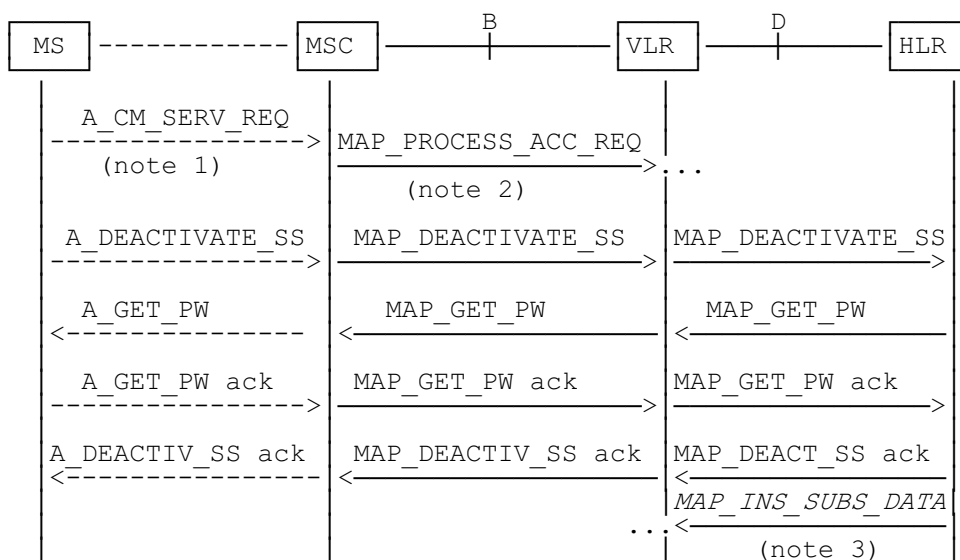 B D
MS MSC VLR HLR
A_CM_SERV_REQ
MAP_PROCESS_ACC_REQ
(note 1) ...
(note 2)
A_DEACTIVATE_SS MAP_DEACTIVATE_SS MAP_DEACTIVATE_SS
A_GET_PW MAP_GET_PW MAP_GET_PW
A_GET_PW ack MAP_GET_PW ack MAP_GET_PW ack
A_DEACTIV_SS ack MAP_DEACTIV_SS ack MAP_DEACT_SS ack
MAP_INS_SUBS_DATA
...
(note 3)